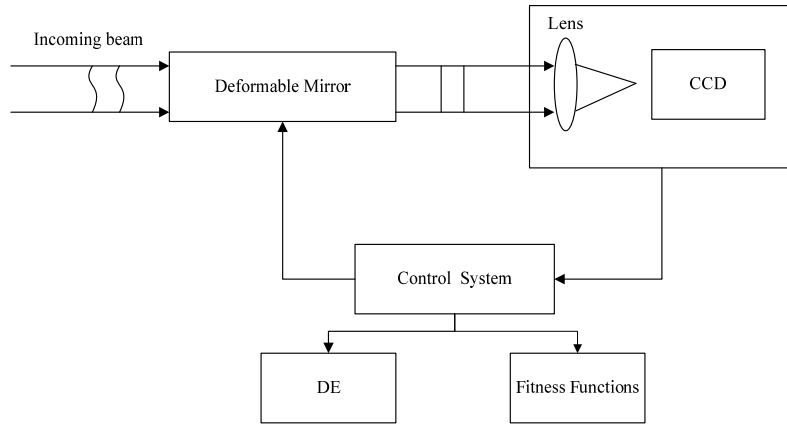 Incoming beam
Deformable Mirror
Lens
CCD
Control System
DE
Fitness Functions